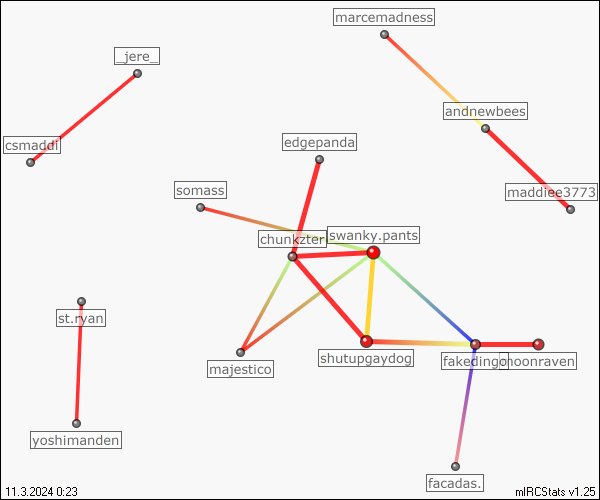 marcemadness
_jere_
andnewbees
csmaddi
edgepanda
maddiee3773
somass
chunkzter
swanky.pants
st.ryan
shutupgaydog
fakedingo
majestico
yoshimanden
facadas.
11.3.2024 0:23
mIRCStats v1.25